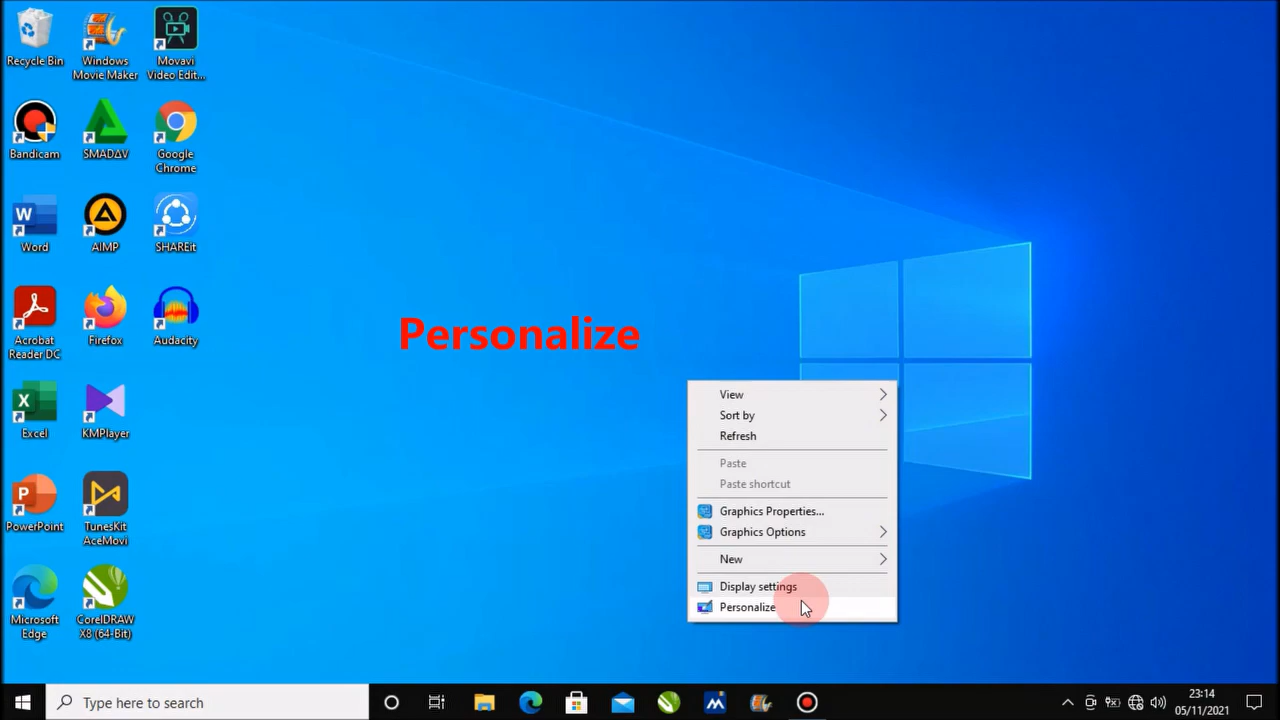 Recycle Bin
Windows
Movie Maker
Movavi
Video Edit...
Bandicam
SMADΔV
Google
Chrome
Word
AIMP
SHAREit
Acrobat
Reader DC
Firefox
Audacity
Excel
KMPlayer
PowerPoint
TunesKit
AceMovi
Microsoft
Edge
CorelDRAW
X8 (64-Bit)
Personalize
View
Sort by
Refresh
Paste
Paste shortcut
Graphics Properties...
Graphics Options
New
Display settings
Personalize
Type here to search
23:14
05/11/2021